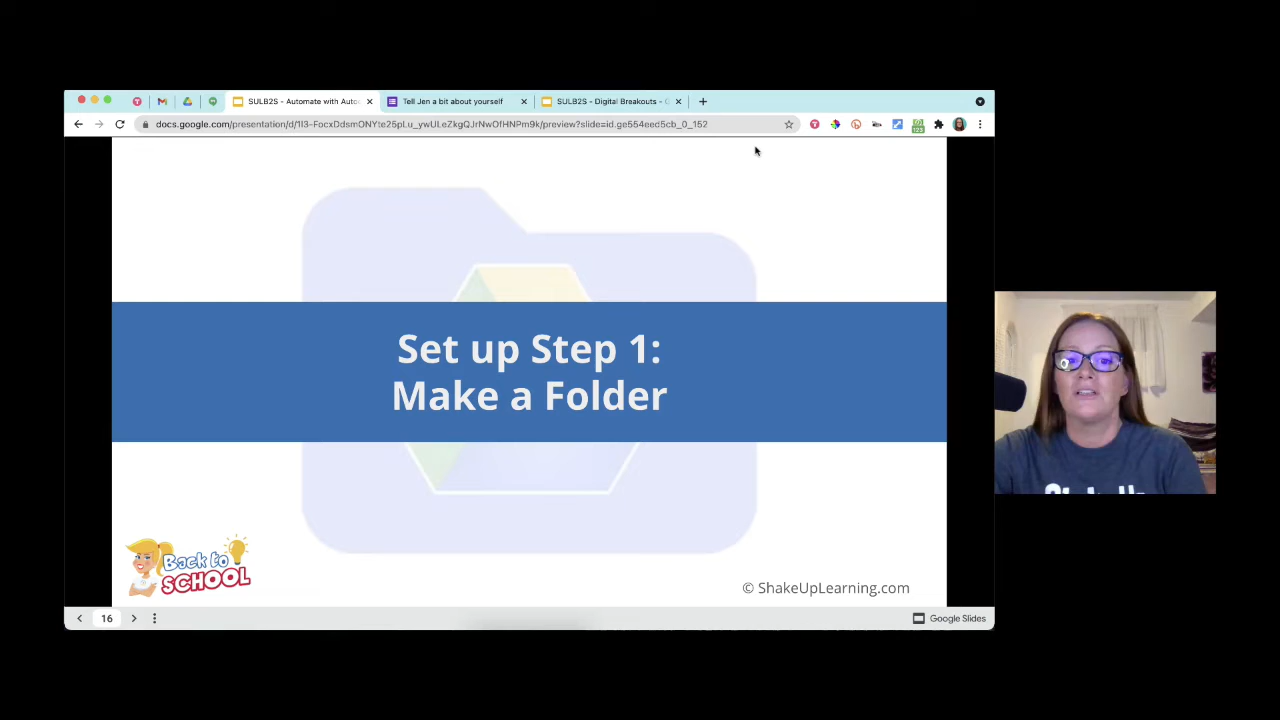 SULB2S - Automate with Auto
Tell Jen a bit about yourself
SULB2S - Digital Breakouts - G
Set up Step 1:
Make a Folder
Back to
SCHOOL
© ShakeUpLearning.com
16
Google Slides